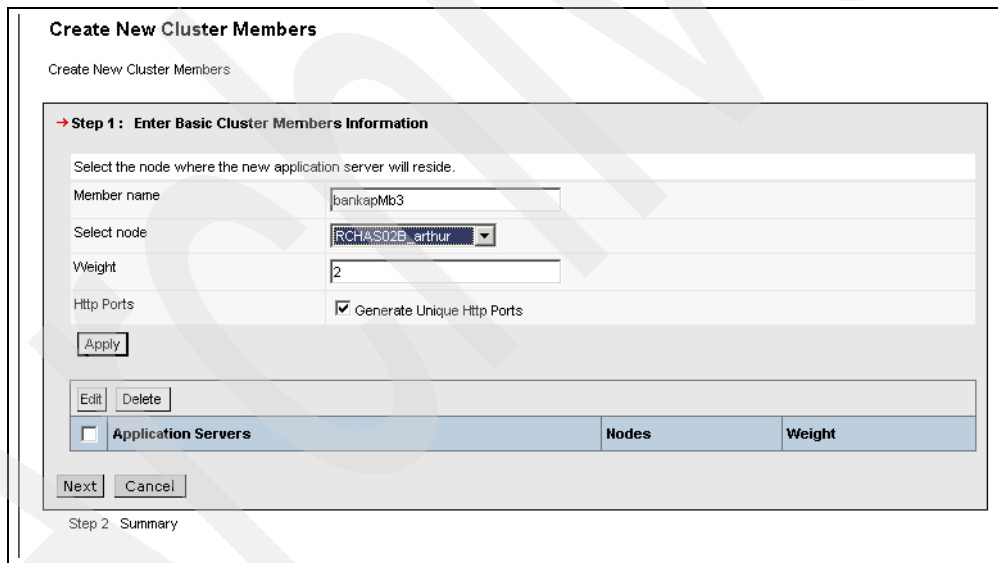 Create New Cluster Members
Create New Cluster Members
→ Step 1 : Enter Basic Cluster Members Information
Select the node where the new application server will reside.
Member name bankapMb3
Select node RCHAS02B_arthur
Weight 2
Http Ports Generate Unique Http Ports
Apply
Edit Delete
Application Servers Nodes Weight
Next Cancel
Step 2 Summary